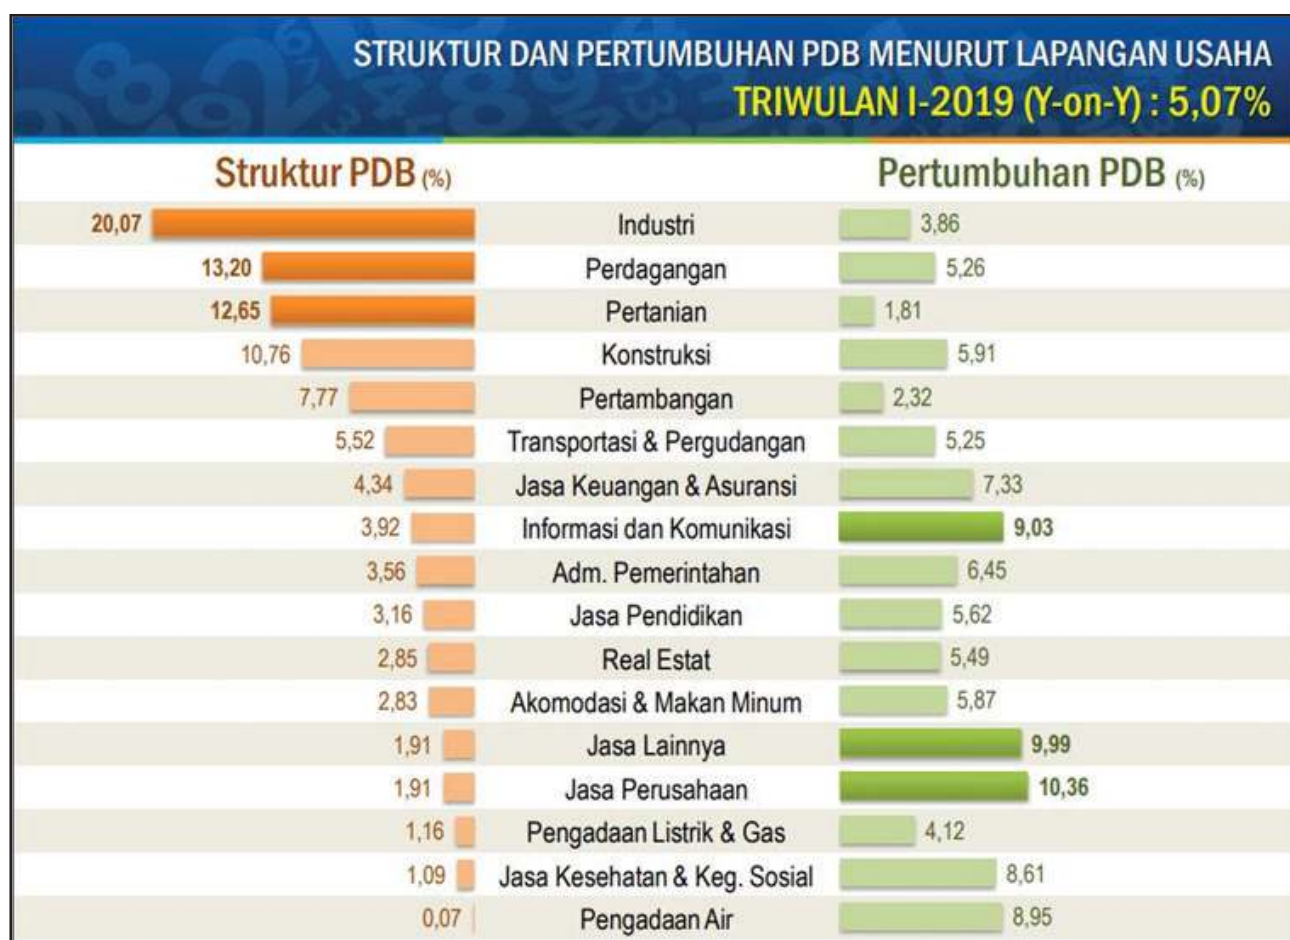 STRUKTUR DAN PERTUMBUHAN PDB MENURUT LAPANGAN USAHA
TRIWULAN I-2019 (Y-on-Y) : 5,07%
Struktur PDB (%) Pertumbuhan PDB (%)
20,07 Industri 3,86
13,20 Perdagangan 5,26
12,65 Pertanian 1,81
10,76 Konstruksi 5,91
7,77 Pertambangan 2,32
5,52 Transportasi & Pergudangan 5,25
4,34 Jasa Keuangan & Asuransi 7,33
3,92 Informasi dan Komunikasi 9,03
3,56 Adm. Pemerintahan 6,45
3,16 Jasa Pendidikan 5,62
2,85 Real Estat 5,49
2,83 Akomodasi & Makan Minum 5,87
1,91 Jasa Lainnya 9,99
1,91 Jasa Perusahaan 10,36
1,16 Pengadaan Listrik & Gas 4,12
1,09 Jasa Kesehatan & Keg. Sosial 8,61
0,07 Pengadaan Air 8,95